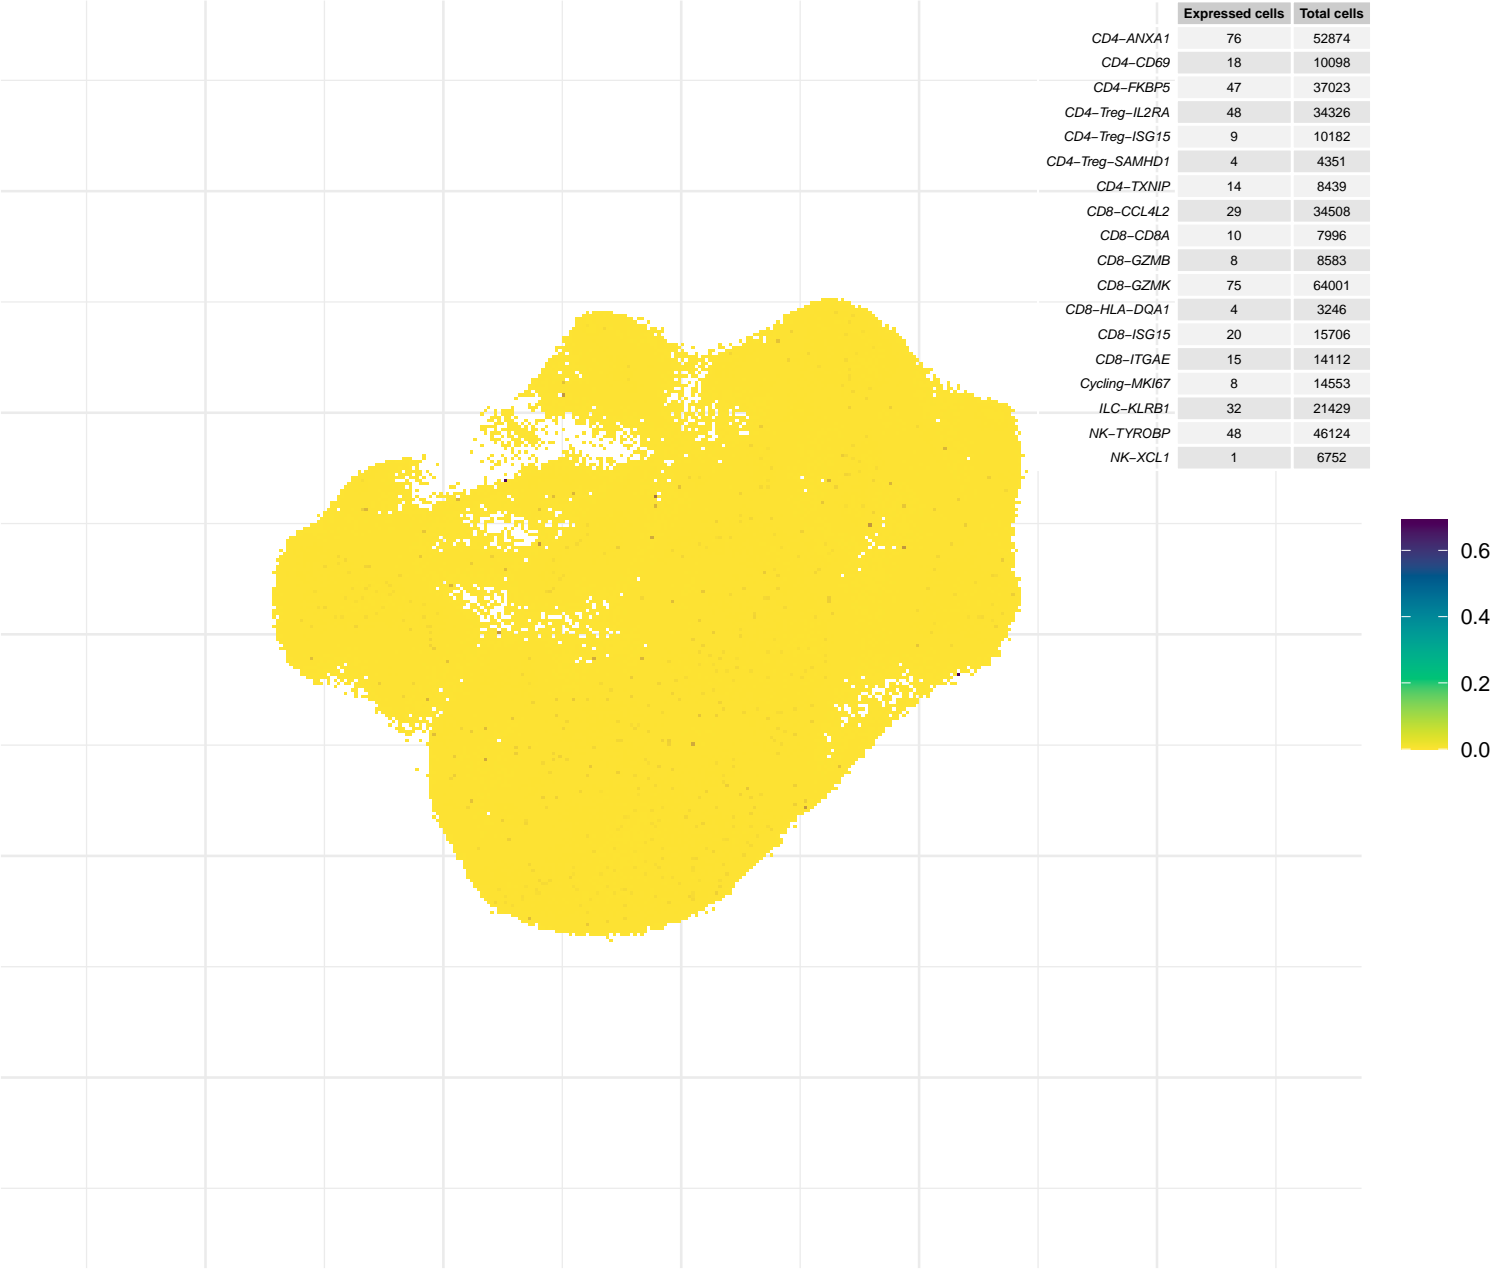 Expressed cells Total cells
CD4−ANXA1 76 52874
CD4−CD69 18 10098
CD4−FKBP5 47 37023
CD4−Treg−IL2RA 48 34326
CD4−Treg−ISG15 9 10182
CD4−Treg−SAMHD1 4 4351
CD4−TXNIP 14 8439
CD8−CCL4L2 29 34508
CD8−CD8A 10 7996
CD8−GZMB 8 8583
CD8−GZMK 75 64001
CD8−HLA−DQA1 4 3246
CD8−ISG15 20 15706
CD8−ITGAE 15 14112
Cycling−MKI67 8 14553
ILC−KLRB1 32 21429
NK−TYROBP 48 46124
NK−XCL1 1 6752
0.6
0.4
0.2
0.0